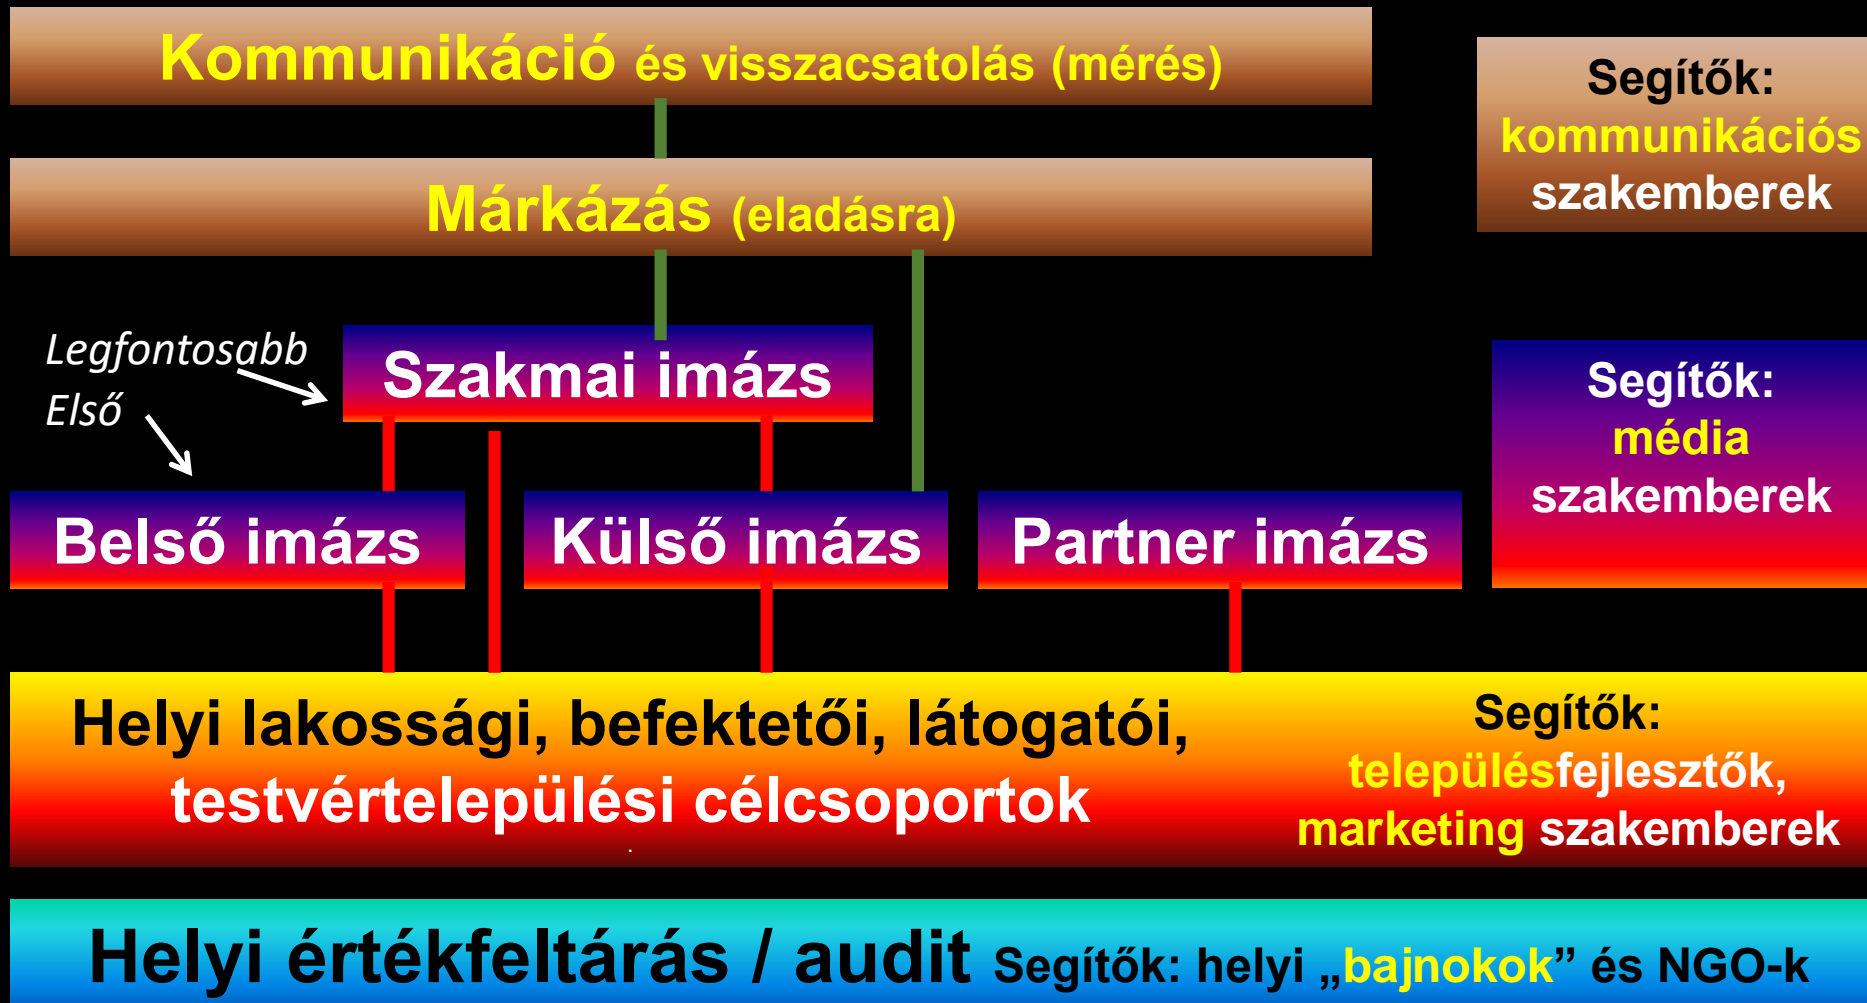 Kommunikáció és visszacsatolás (mérés)
Segítők:
kommunikációs
szakemberek
Márkázás (eladásra)
Legfontosabb
Első
Szakmai imázs
Segítők:
média
szakemberek
Belső imázs
Külső imázs
Partner imázs
Helyi lakossági, befektetői, látogatói,
testvértelepülési célcsoportok
.
Segítők:
településfejlesztők,
marketing szakemberek
Helyi értékfeltárás / audit Segítők: helyi „bajnokok” és NGO-k